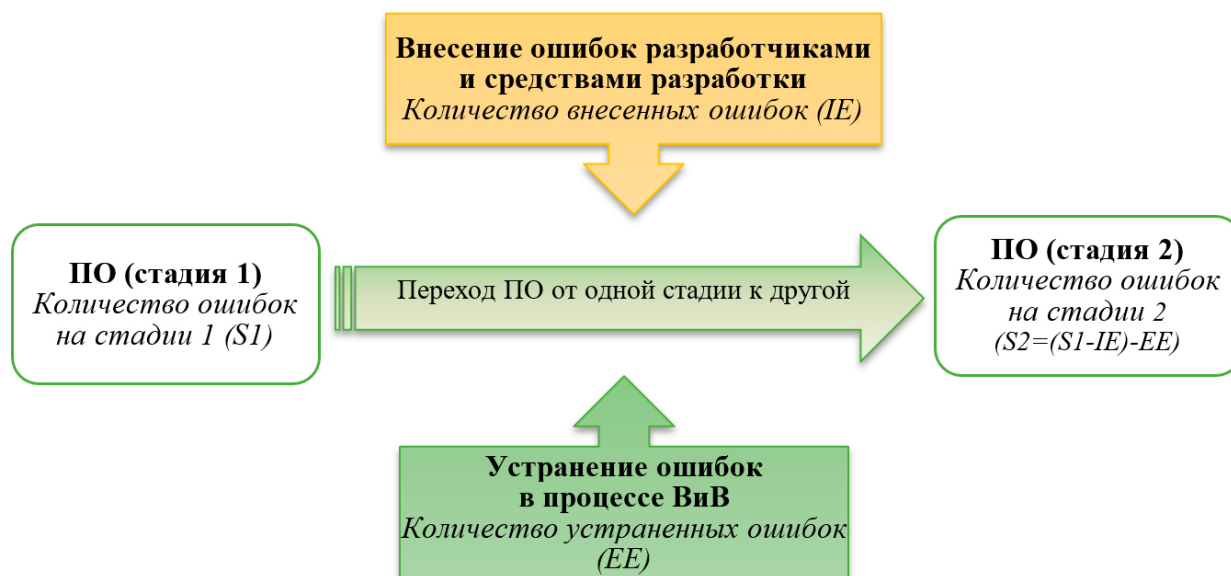 Внесение ошибок разработчиками
и средствами разработки
Количество внесенных ошибок (IE)
ПО (стадия 1)
Количество ошибок
на стадии 1 (S1)
Переход ПО от одной стадии к другой
ПО (стадия 2)
Количество ошибок
на стадии 2
(S2=(S1-IE)-EE)
Устранение ошибок
в процессе ВиВ
Количество устраненных ошибок
(EE)